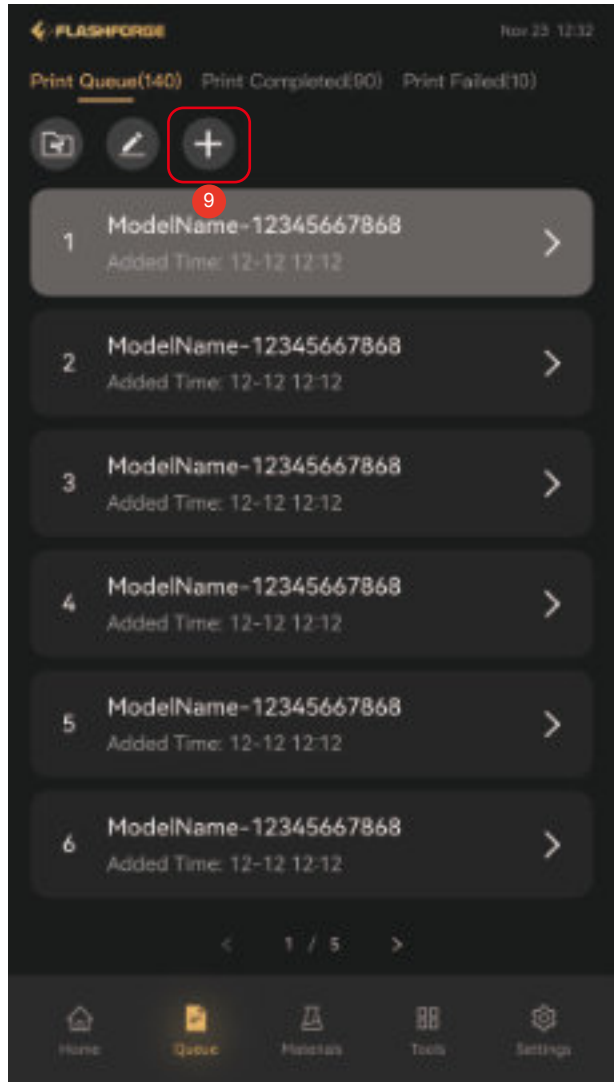 FLASHFORGE
Nov 23 12:32
Print Queue(140) Print Completed(90) Print Failed(10)
9
1
ModelName-12345667868
Added Time: 12-12 12:12
2
ModelName-12345667868
Added Time: 12-12 12:12
3
ModelName-12345667868
Added Time: 12-12 12:12
4
ModelName-12345667868
Added Time: 12-12 12:12
5
ModelName-12345667868
Added Time: 12-12 12:12
6
ModelName-12345667868
Added Time: 12-12 12:12
< 1 / 5 >
Home Queue Materials Tools Settings